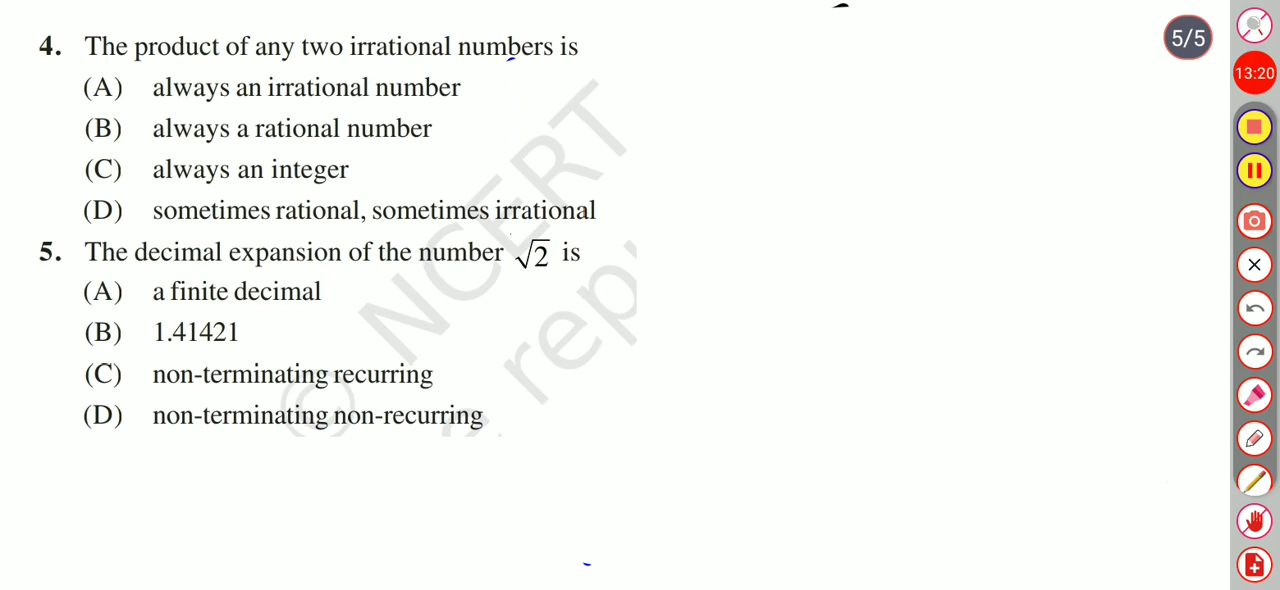 4. The product of any two irrational numbers is
(A) always an irrational number
(B) always a rational number
(C) always an integer
(D) sometimes rational, sometimes irrational
5. The decimal expansion of the number √2 is
(A) a finite decimal
(B) 1.41421
(C) non-terminating recurring
(D) non-terminating non-recurring
© NCERT
rep
5/5
13:20